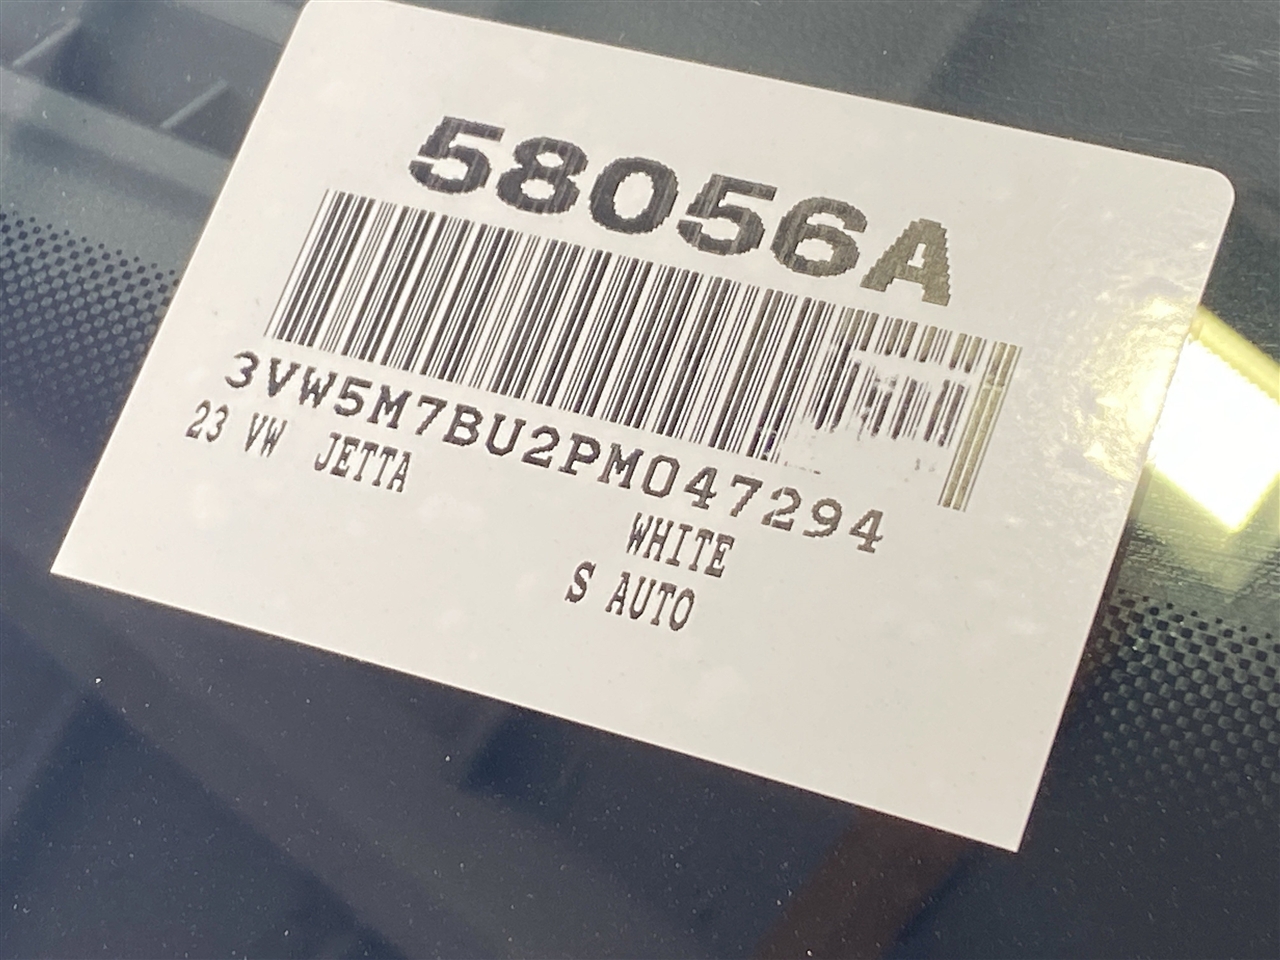 58056A
3VW5M7BU2PM047294
23 VW JETTA
WHITE
S AUTO